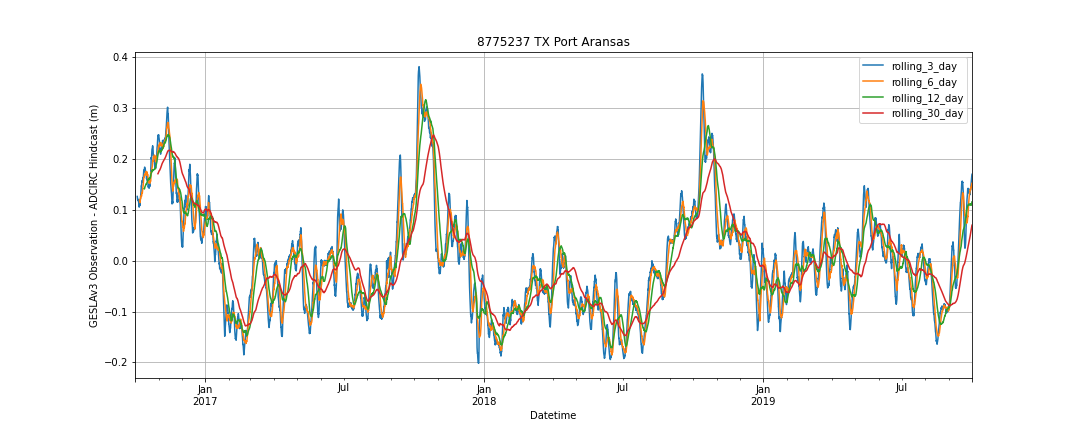 8775237 TX Port Aransas
GESLAv3 Observation - ADCIRC Hindcast (m)
0.4
0.3
0.2
0.1
0.0
−0.1
−0.2
rolling_3_day
rolling_6_day
rolling_12_day
rolling_30_day
Jan Jul Jan Jul Jan Jul
2017 2018 2019
Datetime